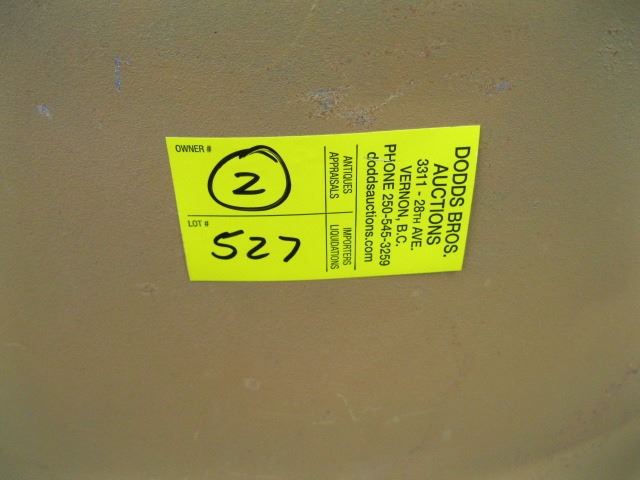 OWNER #
2
LOT #
527
ANTIQUES
APPRAISALS
IMPORTERS
LIQUIDATIONS
DODDS BROS.
AUCTIONS
3311 - 28TH AVE.
VERNON, B.C.
PHONE 250-545-3259
doddsauctions.com